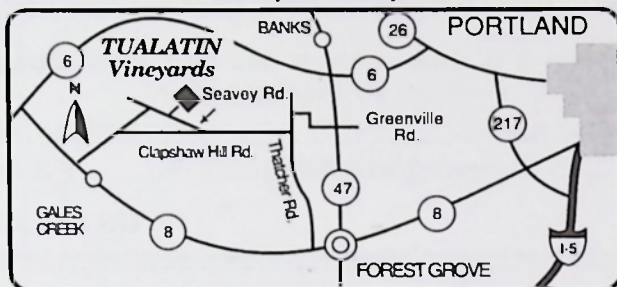 BANKS
26
PORTLAND
TUALATIN
Vineyards
6
N
Seavey Rd.
6
Greenville
Rd.
217
Clapshaw Hill Rd.
Thatcher Rd.
47
GALES
CREEK
8
8
FOREST GROVE
I-5